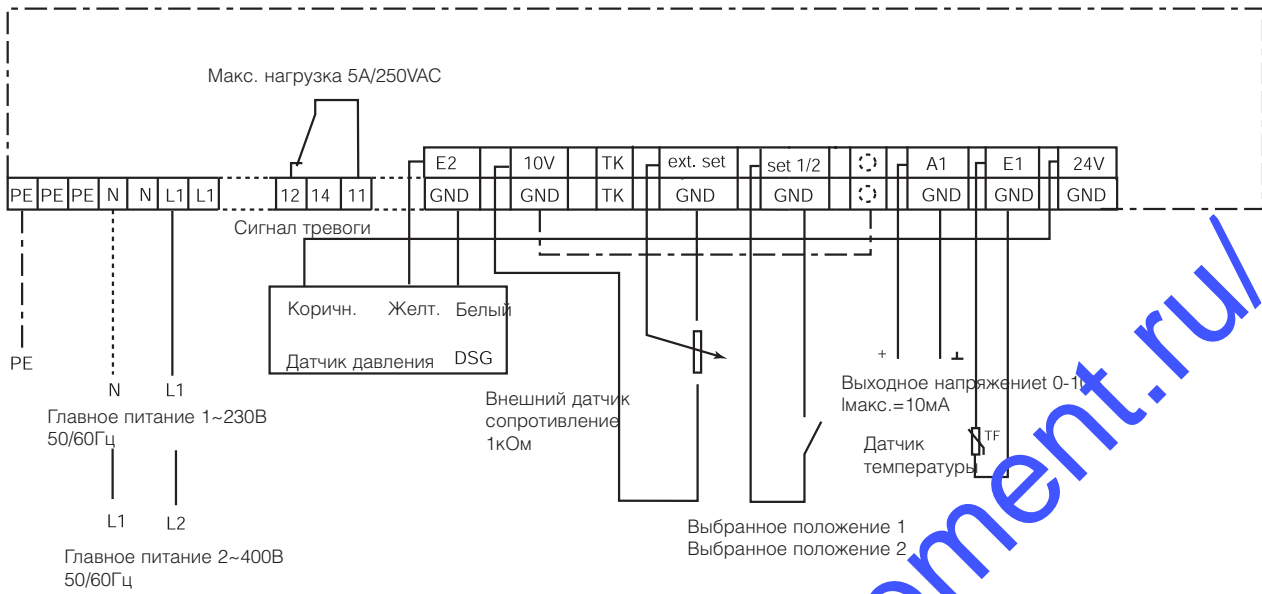 Макс. нагрузка 5A/250VAC
E2 10V TK ext. set set 1/2 A1 E1 24V
PE PE PE N N L1 L1 12 14 11 GND GND TK GND GND GND GND GND
Сигнал тревоги
Коричн. Желт. Белый
Датчик давления DSG
PE
N L1
Главное питание 1~230В
50/60Гц
L1 L2
Главное питание 2~400В
50/60Гц
Внешний датчик
сопротивление
1кОм
Выбранное положение 1
Выбранное положение 2
+ ⊥
Выходное напряжениеt 0-10
Iмакс.=10мА
Датчик
температуры
TF
oment.ru/